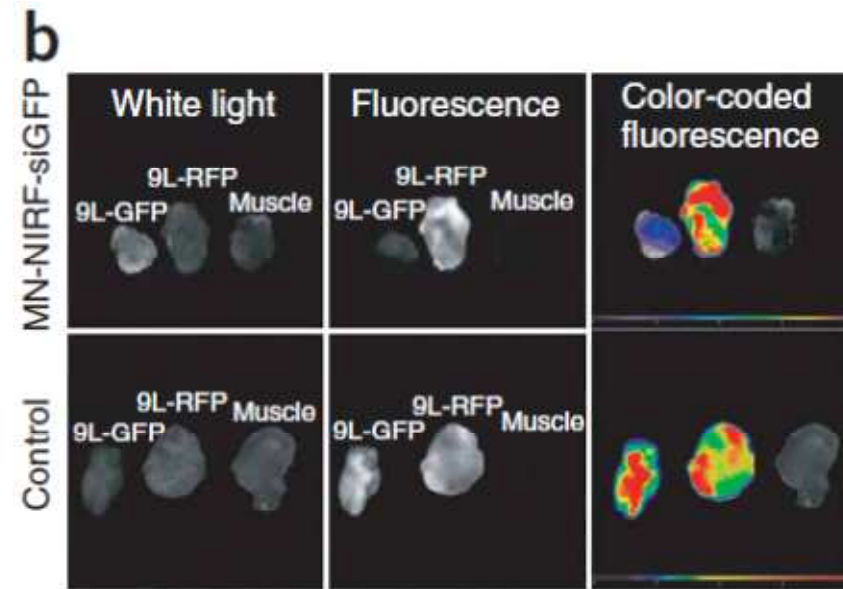 b
MN-NIRF-siGFP
White light
9L-GFP
9L-RFP
Muscle
Fluorescence
9L-GFP
9L-RFP
Muscle
Color-coded
fluorescence
Control
9L-GFP
9L-RFP
Muscle
9L-GFP
9L-RFP
Muscle